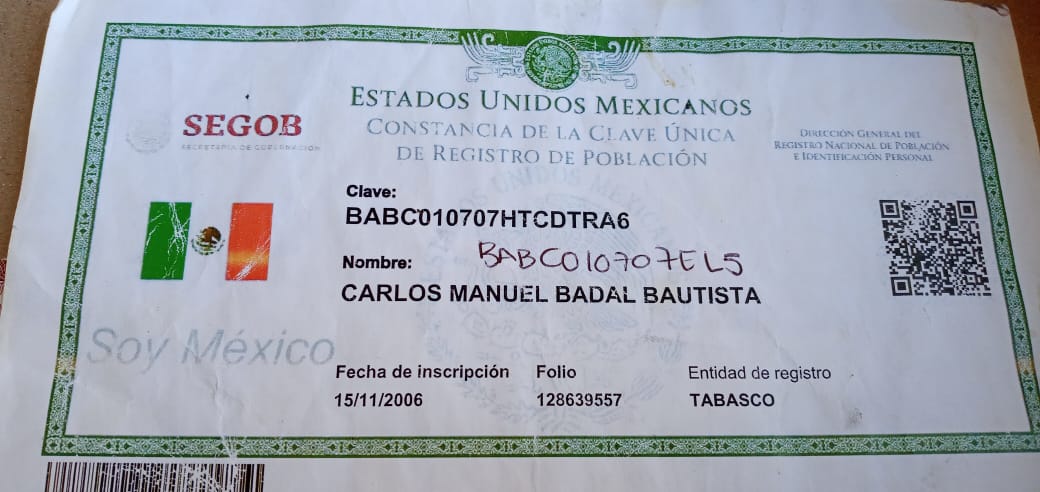 ESTADOS UNIDOS MEXICANOS
CONSTANCIA DE LA CLAVE ÚNICA
DE REGISTRO DE POBLACIÓN
SEGOB
SECRETARÍA DE GOBERNACIÓN
DIRECCIÓN GENERAL DEL
REGISTRO NACIONAL DE POBLACIÓN
E IDENTIFICACIÓN PERSONAL
Clave:
BABC010707HTCDTRA6
BABC010707EL5
Nombre:
CARLOS MANUEL BADAL BAUTISTA
Soy México
Fecha de inscripción Folio Entidad de registro
15/11/2006 128639557 TABASCO